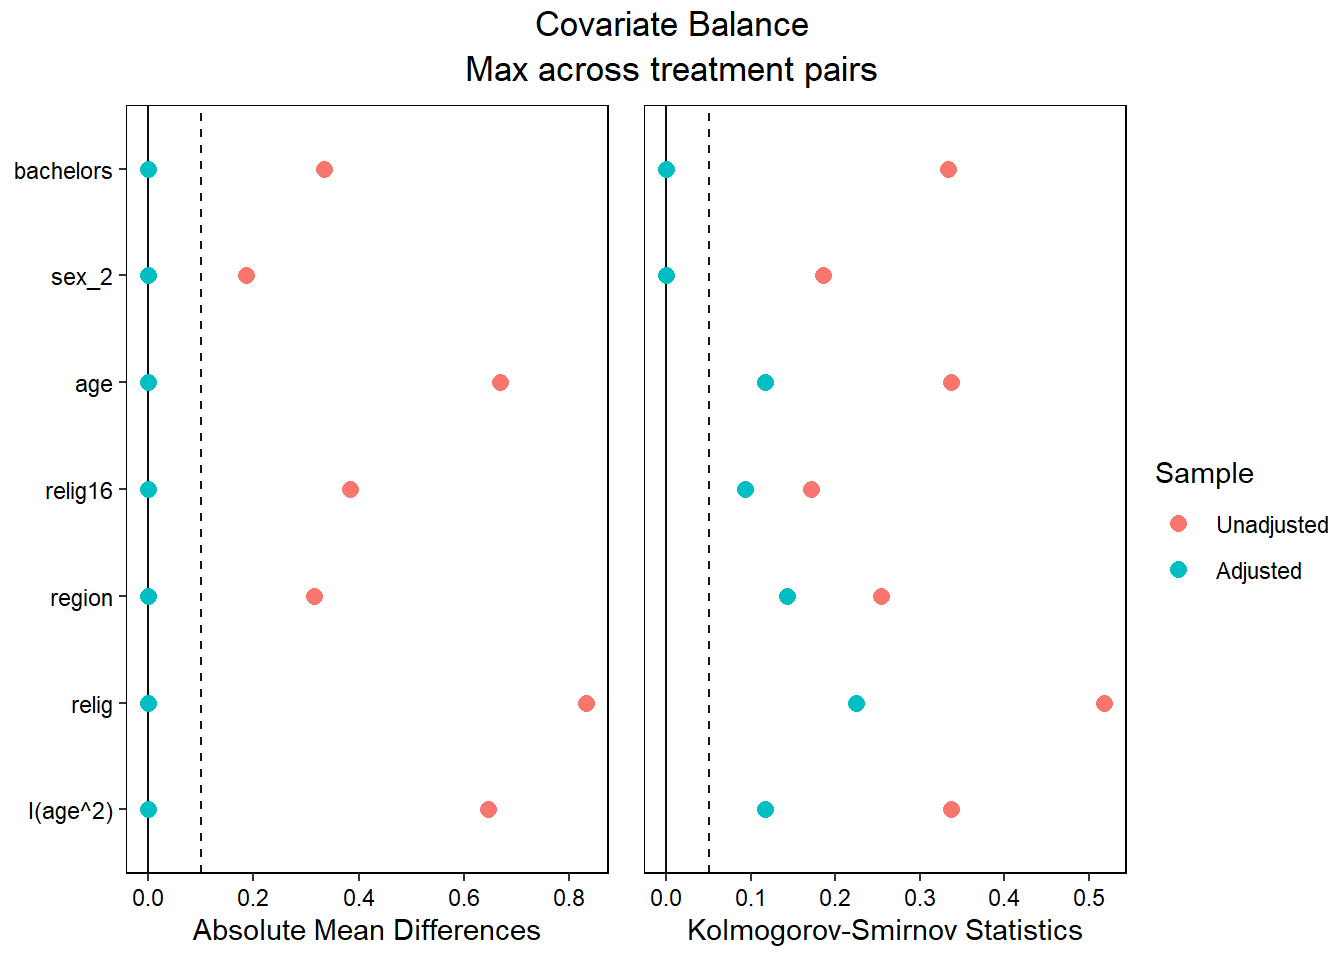 Covariate Balance
Max across treatment pairs
bachelors
sex_2
age
relig16
region
relig
I(age^2)
0.0 0.2 0.4 0.6 0.8
Absolute Mean Differences
0.0 0.1 0.2 0.3 0.4 0.5
Kolmogorov-Smirnov Statistics
Sample
Unadjusted
Adjusted